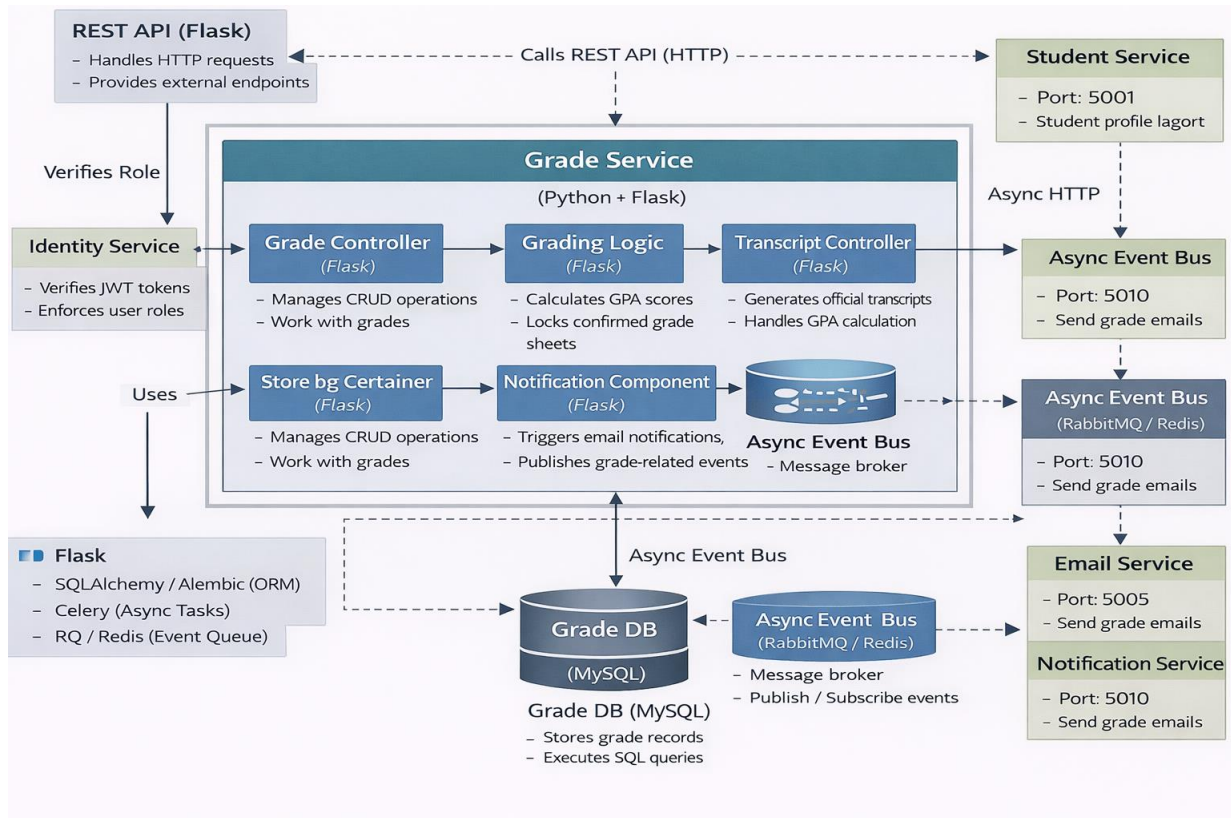 REST API (Flask)
– Handles HTTP requests
– Provides external endpoints
Calls REST API (HTTP)
Student Service
– Port: 5001
– Student profile lagort
Verifies Role
Async HTTP
Grade Service
(Python + Flask)
Identity Service
– Verifies JWT tokens
– Enforces user roles
Grade Controller
(Flask)
– Manages CRUD operations
– Work with grades
Grading Logic
(Flask)
– Calculates GPA scores
– Locks confirmed grade
sheets
Transcript Controller
(Flask)
– Generates official transcripts
– Handles GPA calculation
Async Event Bus
– Port: 5010
– Send grade emails
Uses
Store bg Certainer
(Flask)
– Manages CRUD operations
– Work with grades
Notification Component
(Flask)
– Triggers email notifications,
– Publishes grade-related events
Async Event Bus
– Message broker
Async Event Bus
(RabbitMQ / Redis)
– Port: 5010
– Send grade emails
Flask
– SQLAlchemy / Alembic (ORM)
– Celery (Async Tasks)
– RQ / Redis (Event Queue)
Async Event Bus
Grade DB
(MySQL)
Grade DB (MySQL)
– Stores grade records
– Executes SQL queries
Async Event Bus
(RabbitMQ / Redis)
– Message broker
– Publish / Subscribe events
Email Service
– Port: 5005
– Send grade emails
Notification Service
– Port: 5010
– Send grade emails